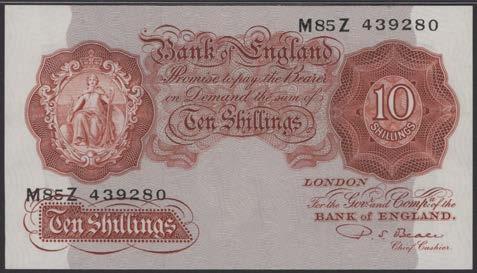 M85Z 439280
Bank of England
Promise to pay the Bearer
on Demand the sum of
Ten Shillings
10
SHILLINGS
LONDON
M85Z 439280
For the Govr. and Compa. of the
BANK OF ENGLAND.
Ten Shillings
Chief Cashier.